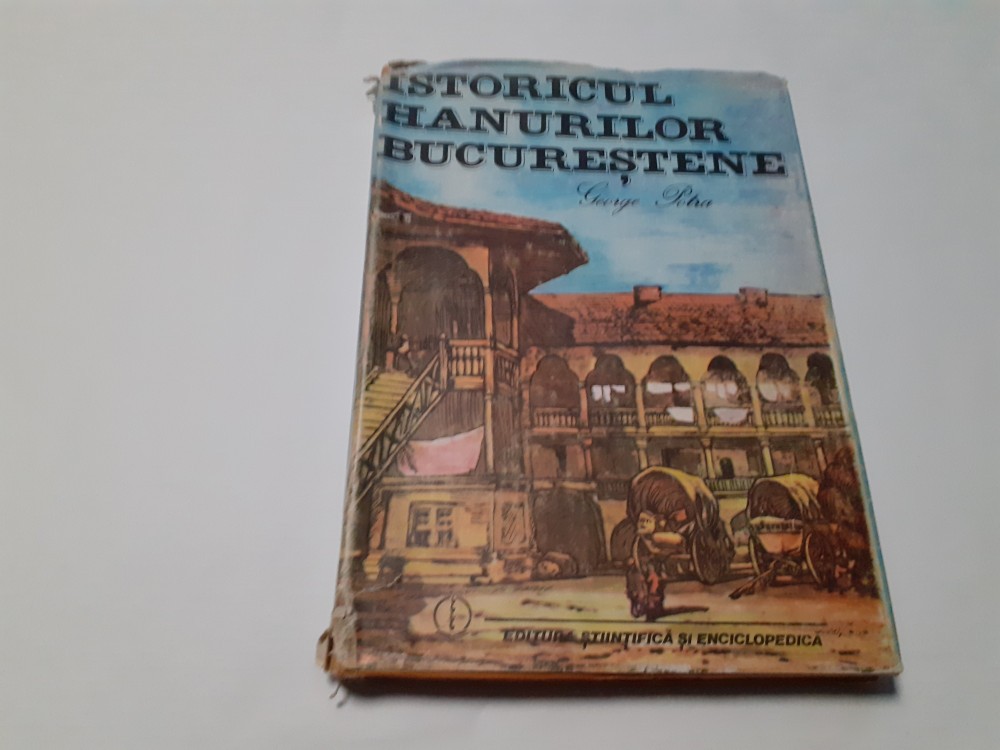 ISTORICUL
HANURILOR
BUCUREȘTENE
George Potra
EDITURA ȘTIINȚIFICĂ ȘI ENCICLOPEDICĂ